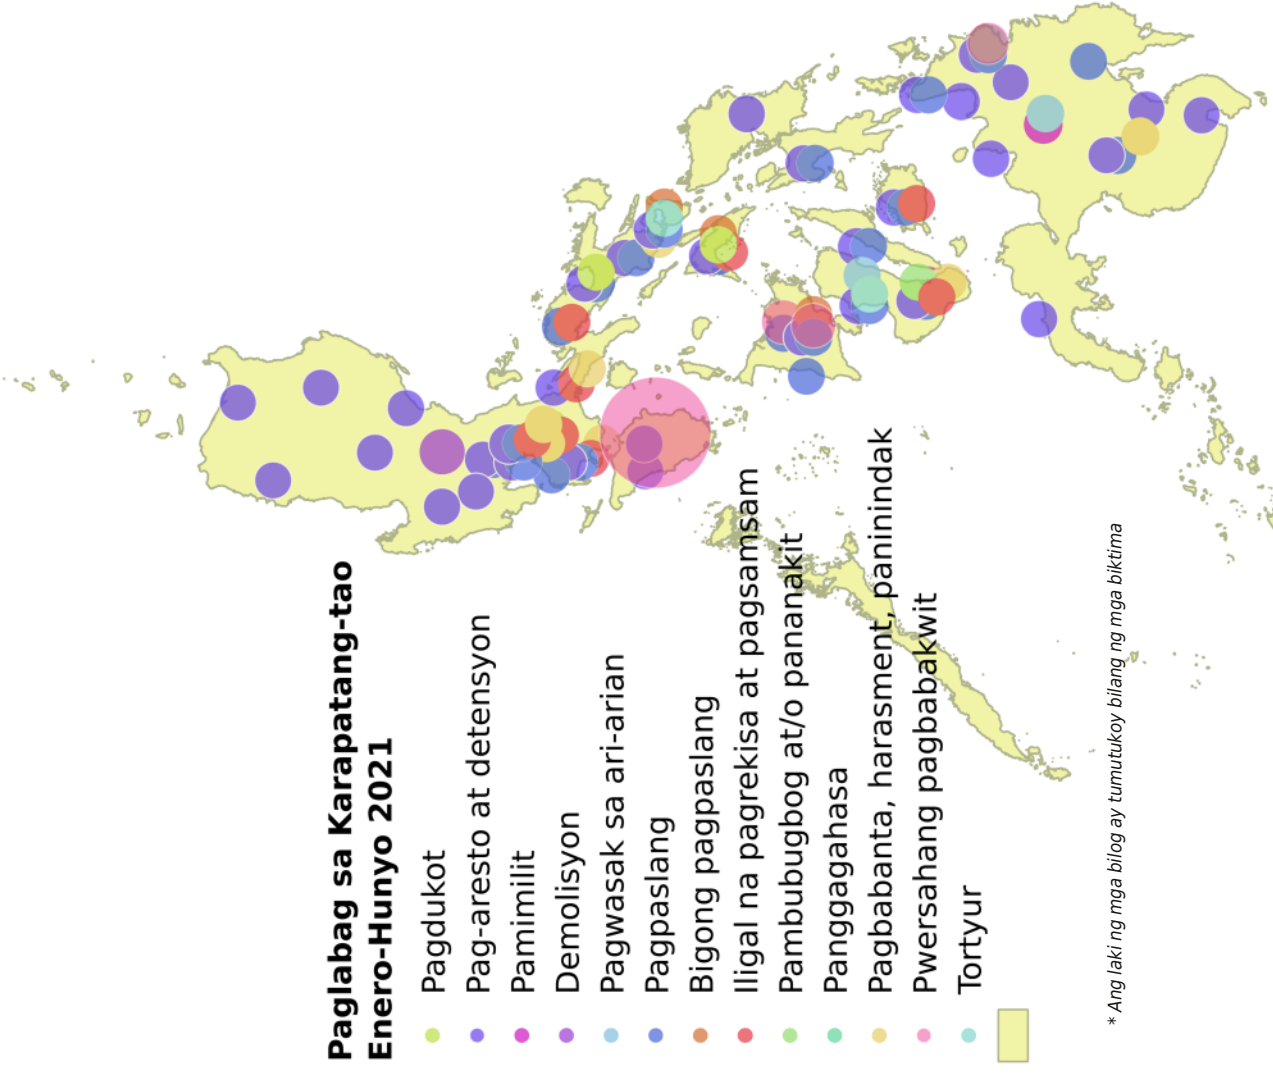 Paglabag sa Karapatang-tao
Enero-Hunyo 2021
Pagdukot
Pag-aresto at detensyon
Pamimilit
Demolisyon
Pagwasak sa ari-arian
Pagpaslang
Bigong pagpaslang
Iligal na pagrekisa at pagsamsam
Pambubugbog at/o pananakit
Panggagahasa
Pagbabanta, harasment, paninindak
Pwersahang pagbabakwit
Tortyur
* Ang laki ng mga bilog ay tumutukoy bilang ng mga biktima